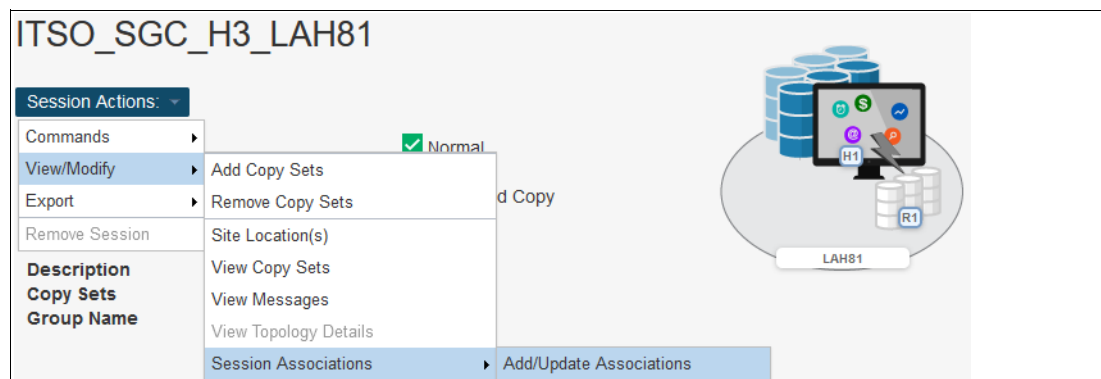 ITSO_SGC_H3_LAH81
Session Actions:
Commands
Normal
View/Modify
Add Copy Sets
Export
Remove Copy Sets
d Copy
Remove Session
Site Location(s)
Description
View Copy Sets
Copy Sets
View Messages
Group Name
View Topology Details
Session Associations
Add/Update Associations
$
H1
R1
LAH81